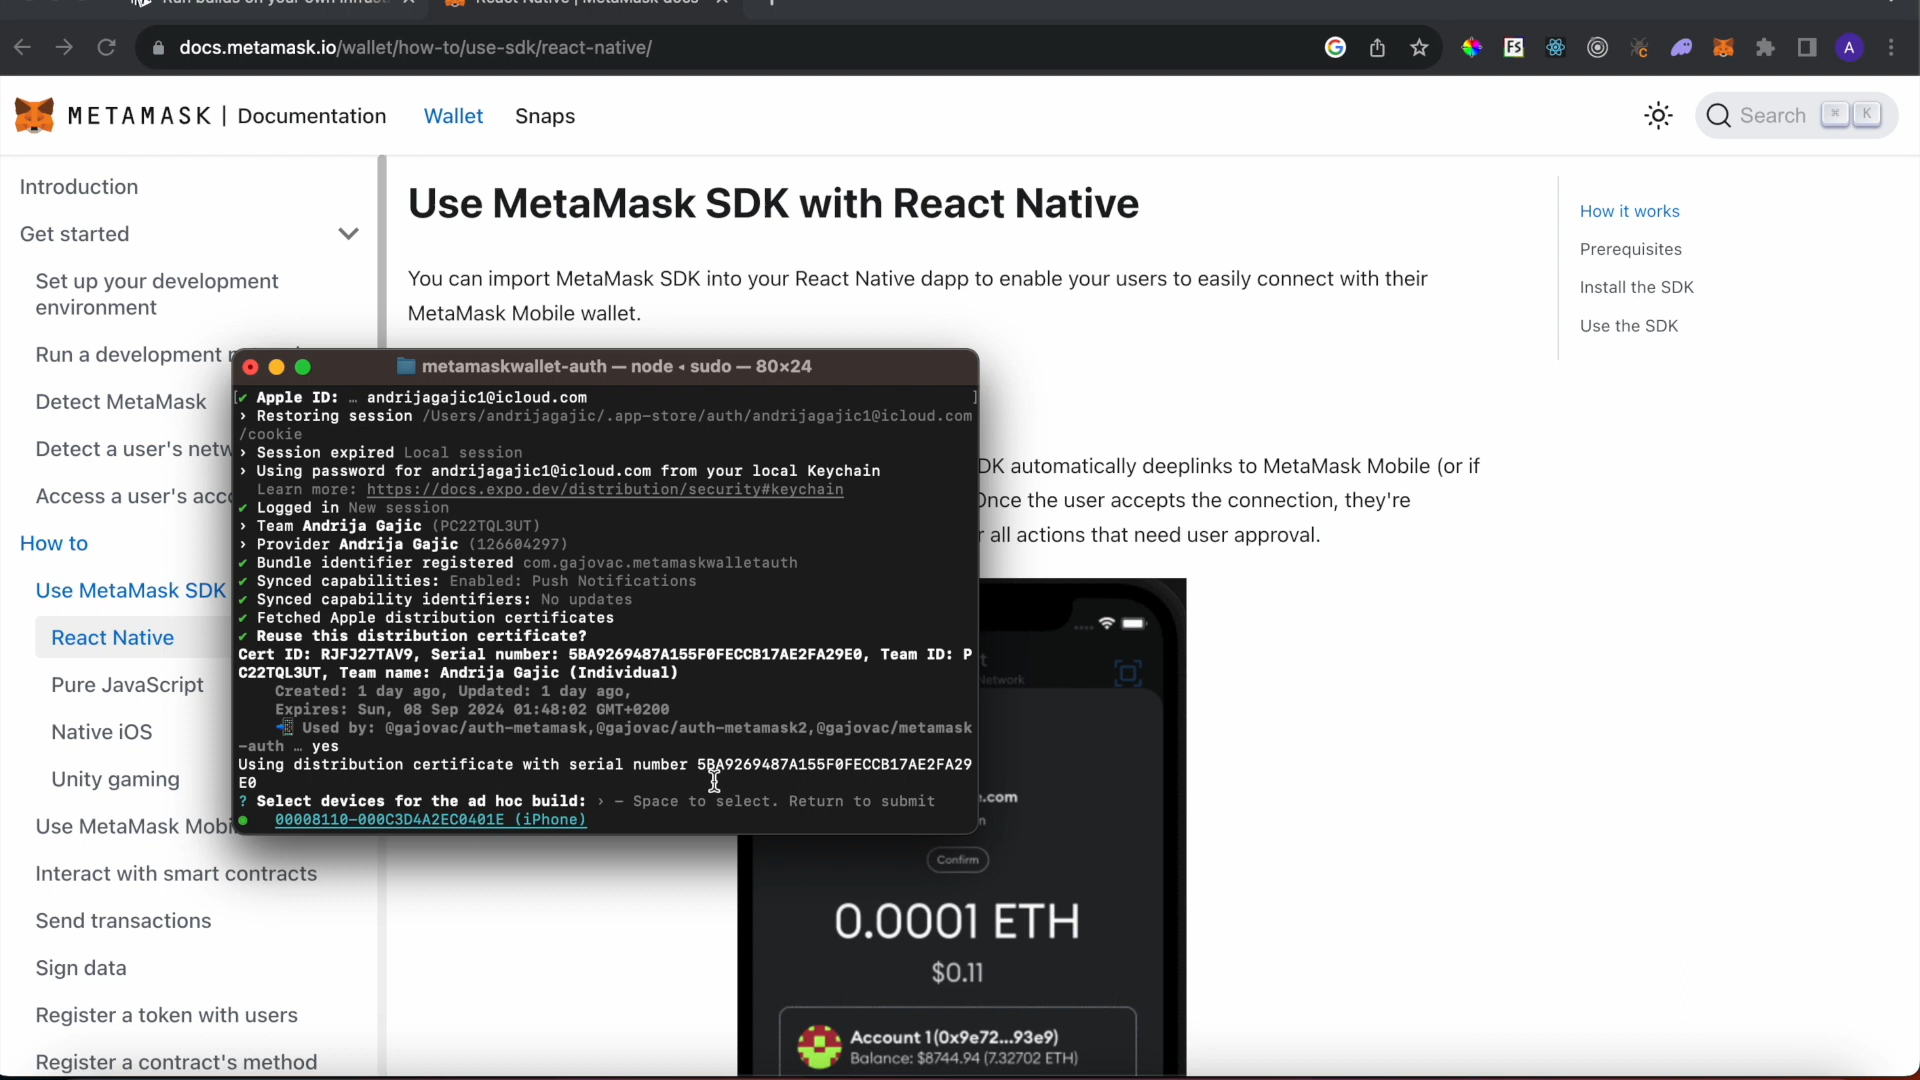 docs.metamask.io/wallet/how-to/use-sdk/react-native/
FS
A
METAMASK | Documentation
Wallet
Snaps
Search
⌘
K
Introduction
Get started
Set up your development
environment
Run a development
Detect MetaMask
Detect a user's
Access a user's
How to
Use MetaMask SDK
React Native
Pure JavaScript
Native iOS
Unity gaming
Use MetaMask
Interact with smart contracts
Send transactions
Sign data
Register a token with users
Register a contract's method
Use MetaMask SDK with React Native
You can import MetaMask SDK into your React Native dapp to enable your users to easily connect with their
MetaMask Mobile wallet.
automatically deeplinks to MetaMask Mobile (or if
Once the user accepts the connection, they're
all actions that need user approval.
How it works
Prerequisites
Install the SDK
Use the SDK
metamaskwallet-auth — node ◂ sudo — 80×24
[✔ Apple ID: … andrijagajic1@icloud.com ]
› Restoring session /Users/andrijagajic/.app-store/auth/andrijagajic1@icloud.com
/cookie
› Session expired Local session
› Using password for andrijagajic1@icloud.com from your local Keychain
Learn more: https://docs.expo.dev/distribution/security#keychain
✔ Logged in New session
› Team Andrija Gajic (PC22TQL3UT)
› Provider Andrija Gajic (126604297)
✔ Bundle identifier registered com.gajovac.metamaskwalletauth
✔ Synced capabilities: Enabled: Push Notifications
✔ Synced capability identifiers: No updates
✔ Fetched Apple distribution certificates
✔ Reuse this distribution certificate?
Cert ID: RJFJ27TAV9, Serial number: 5BA9269487A155F0FECCB17AE2FA29E0, Team ID: P
C22TQL3UT, Team name: Andrija Gajic (Individual)
Created: 1 day ago, Updated: 1 day ago,
Expires: Sun, 08 Sep 2024 01:48:02 GMT+0200
📲 Used by: @gajovac/auth-metamask,@gajovac/auth-metamask2,@gajovac/metamask
-auth … yes
Using distribution certificate with serial number 5BA9269487A155F0FECCB17AE2FA29
E0
? Select devices for the ad hoc build: › – Space to select. Return to submit
00008110-000C3D4A2EC0401E (iPhone)
Confirm
0.0001 ETH
$0.11
Account 1 (0x9e72...93e9)
Balance: $8744.94 (7.32702 ETH)